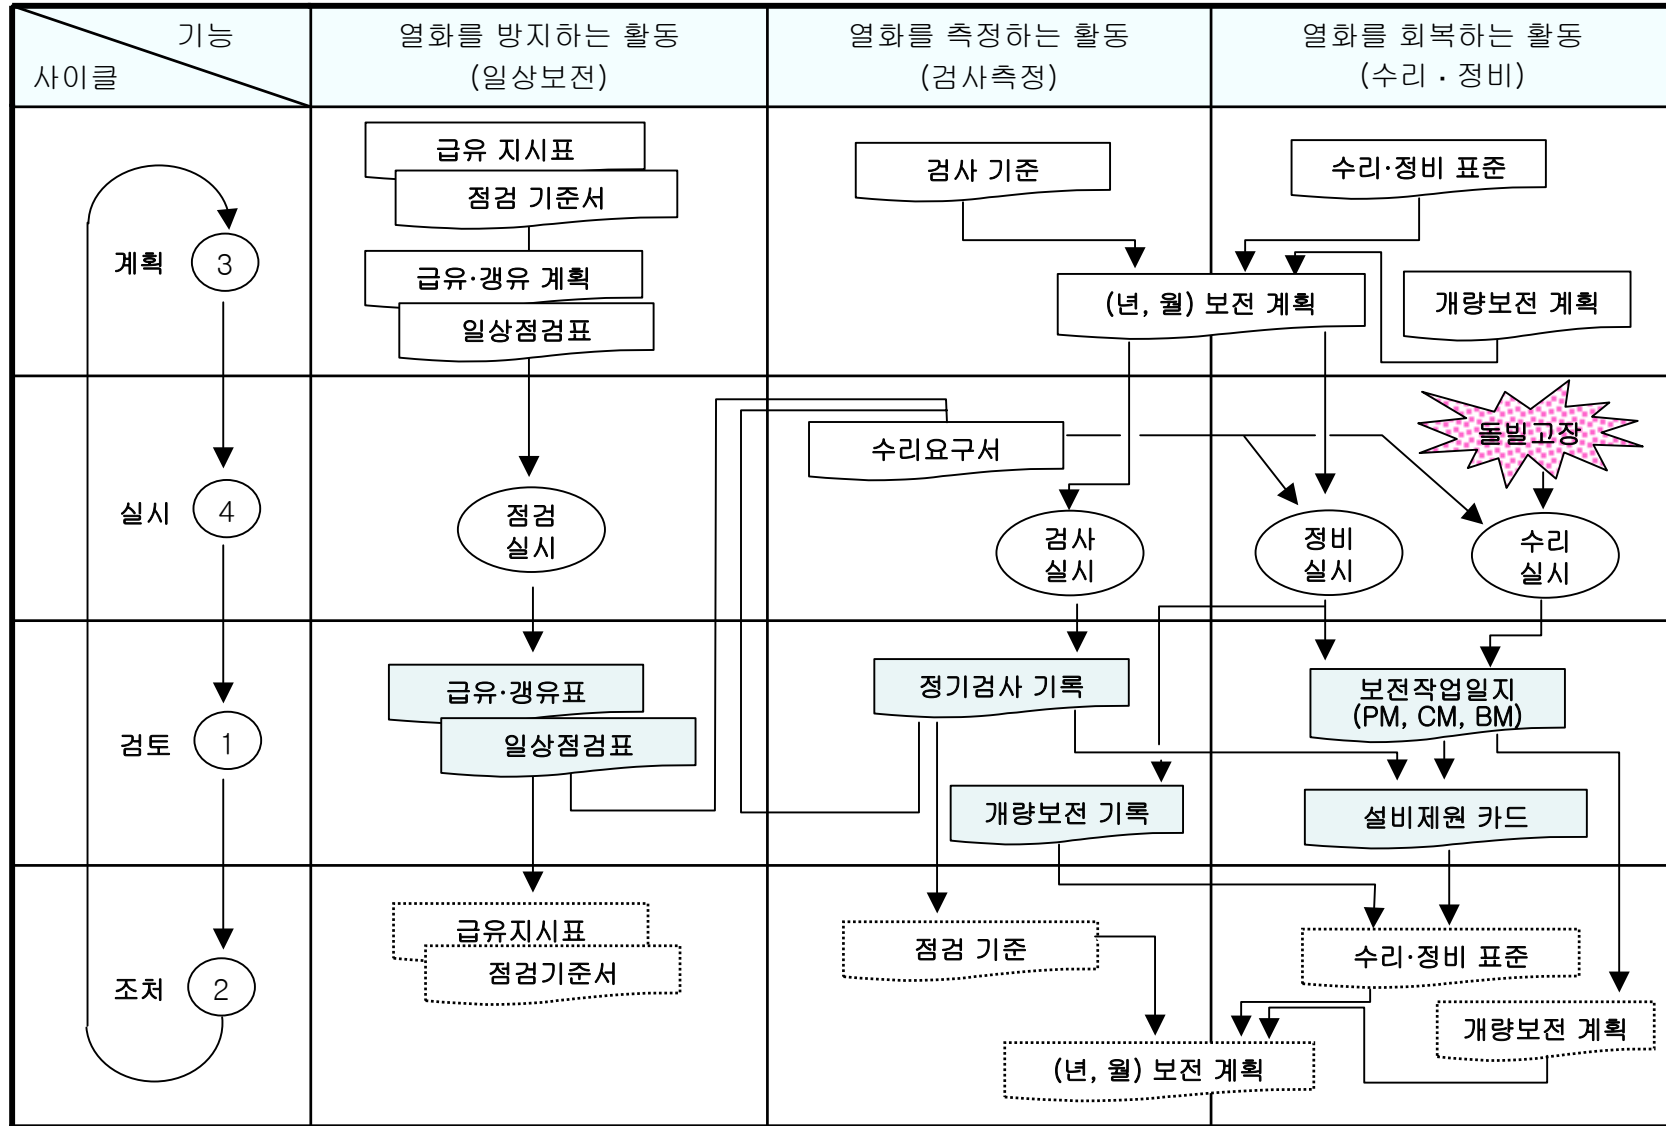 기능
사이클
열화를 방지하는 활동
(일상보전)
열화를 측정하는 활동
(검사측정)
열화를 회복하는 활동
(수리 · 정비)
계획
3
급유 지시표
점검 기준서
급유·갱유 계획
일상점검표
검사 기준
수리·정비 표준
(년, 월) 보전 계획
개량보전 계획
실시
4
점검
실시
수리요구서
돌발고장
검사
실시
정비
실시
수리
실시
검토
1
급유·갱유표
일상점검표
정기검사 기록
개량보전 기록
보전작업일지
(PM, CM, BM)
설비제원 카드
조처
2
급유지시표
점검기준서
점검 기준
수리·정비 표준
개량보전 계획
(년, 월) 보전 계획